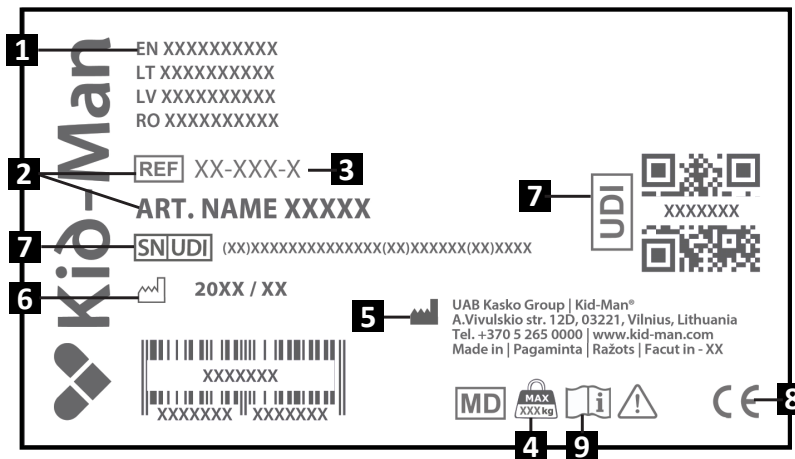 1
EN XXXXXXXXXX
LT XXXXXXXXXX
LV XXXXXXXXXX
RO XXXXXXXXXX
Kid-Man
2
REF XX-XXX-X
3
ART. NAME XXXXX
7
SN UDI (XX)XXXXXXXXXXXXXX(XX)XXXXXX(XX)XXXX
6
20XX / XX
XXXXXXX
XXXXXXX XXXXXXX
7
UDI
XXXXXXX
5
UAB Kasko Group | Kid-Man®
A.Vivulskio str. 12D, 03221, Vilnius, Lithuania
Tel. +370 5 265 0000 | www.kid-man.com
Made in | Pagaminta | Ražots | Facut in - XX
MD
MAX
XXX kg
i
!
CE
8
4
9